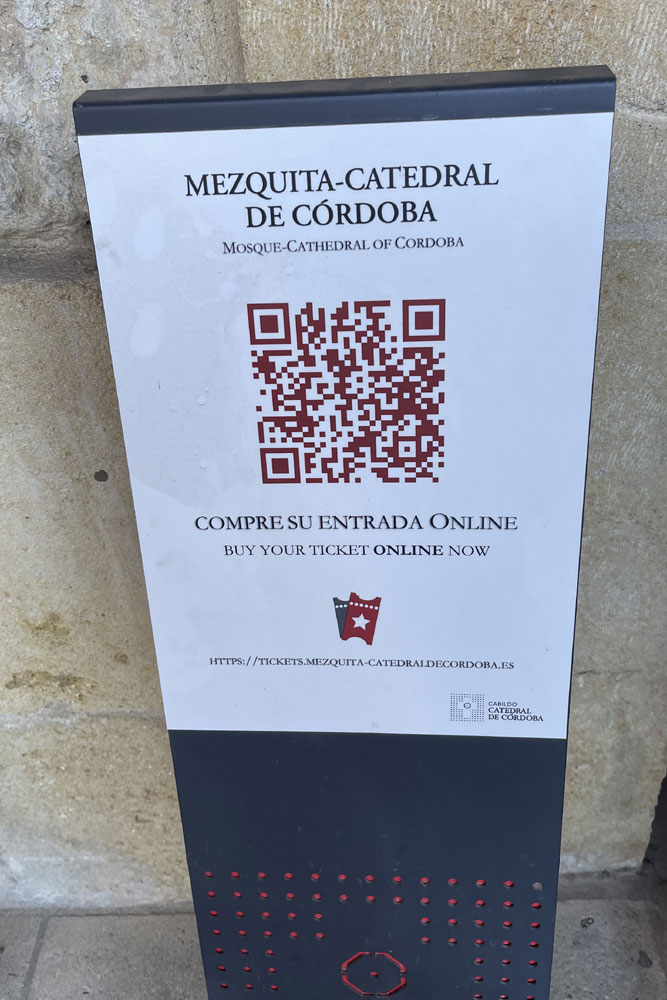 MEZQUITA-CATEDRAL
DE CÓRDOBA
MOSQUE-CATHEDRAL OF CORDOBA
COMPRE SU ENTRADA ONLINE
BUY YOUR TICKET ONLINE NOW
HTTPS://TICKETS.MEZQUITA-CATEDRALDECORDOBA.ES
CABILDO
CATEDRAL
DE CÓRDOBA